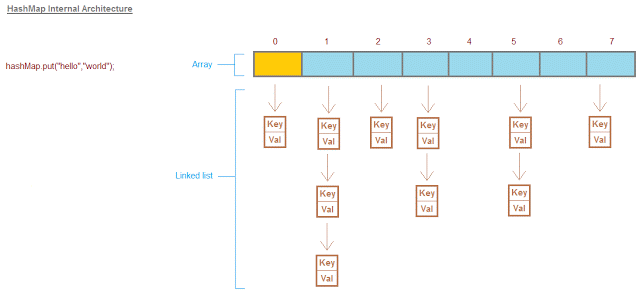 HashMap Internal Architecture
0 1 2 3 4 5 6 7
Array
hashMap.put("hello","world");
Key Key Key Key Key Key
Val Val Val Val Val Val
Linked list
Key Key Key
Val Val Val
Key
Val